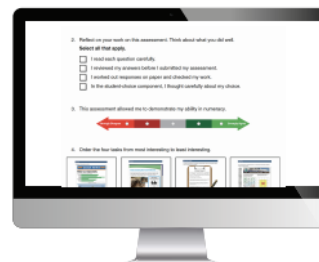 2. Reflect on your work on this assessment. Think about what you did well.
Select all that apply.
I read each question carefully.
I reviewed my answers before I submitted my assessment.
I worked out responses on paper and checked my work.
In the student-choice component, I thought carefully about my choice.
3. This assessment allowed me to demonstrate my ability in numeracy.
4. Order the four tasks from most interesting to least interesting.